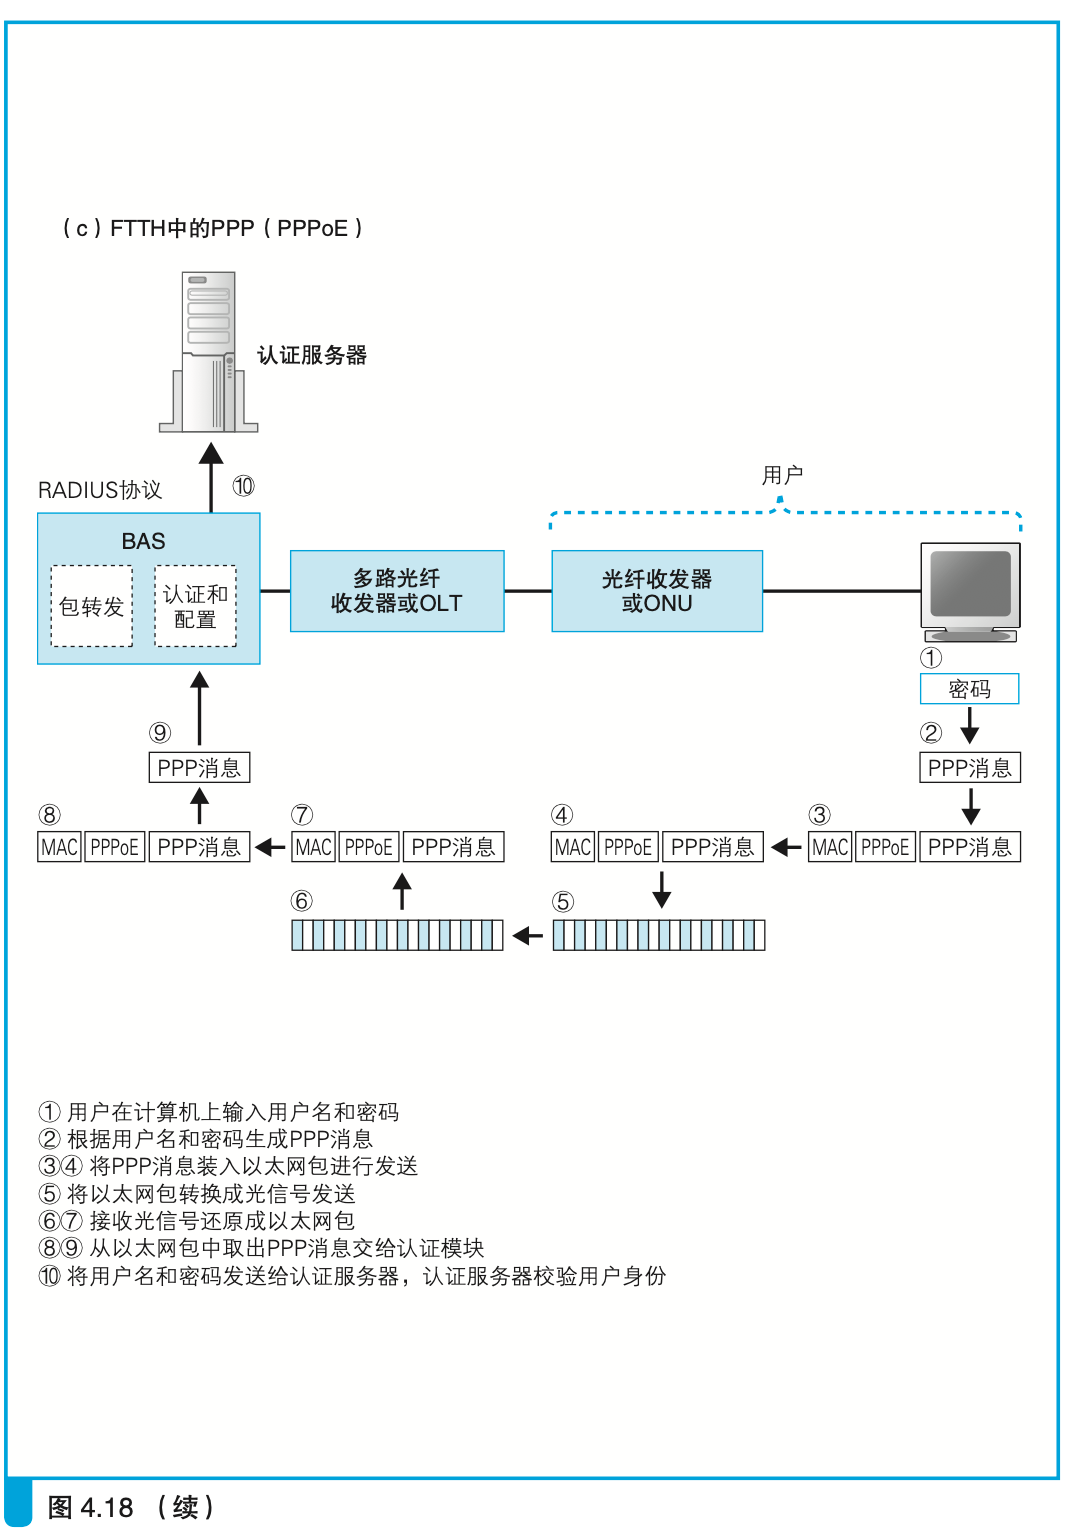 （c）FTTH中的PPP（PPPoE）
认证服务器
RADIUS协议
⑩
用户
BAS
包转发
认证和
配置
多路光纤
收发器或OLT
光纤收发器
或ONU
①
密码
⑨
②
PPP消息
PPP消息
⑧
⑦
④
③
MAC PPPoE PPP消息
MAC PPPoE PPP消息
MAC PPPoE PPP消息
MAC PPPoE PPP消息
⑥
⑤
① 用户在计算机上输入用户名和密码
② 根据用户名和密码生成PPP消息
③④ 将PPP消息装入以太网包进行发送
⑤ 将以太网包转换成光信号发送
⑥⑦ 接收光信号还原成以太网包
⑧⑨ 从以太网包中取出PPP消息交给认证模块
⑩ 将用户名和密码发送给认证服务器，认证服务器校验用户身份
图 4.18 （续）